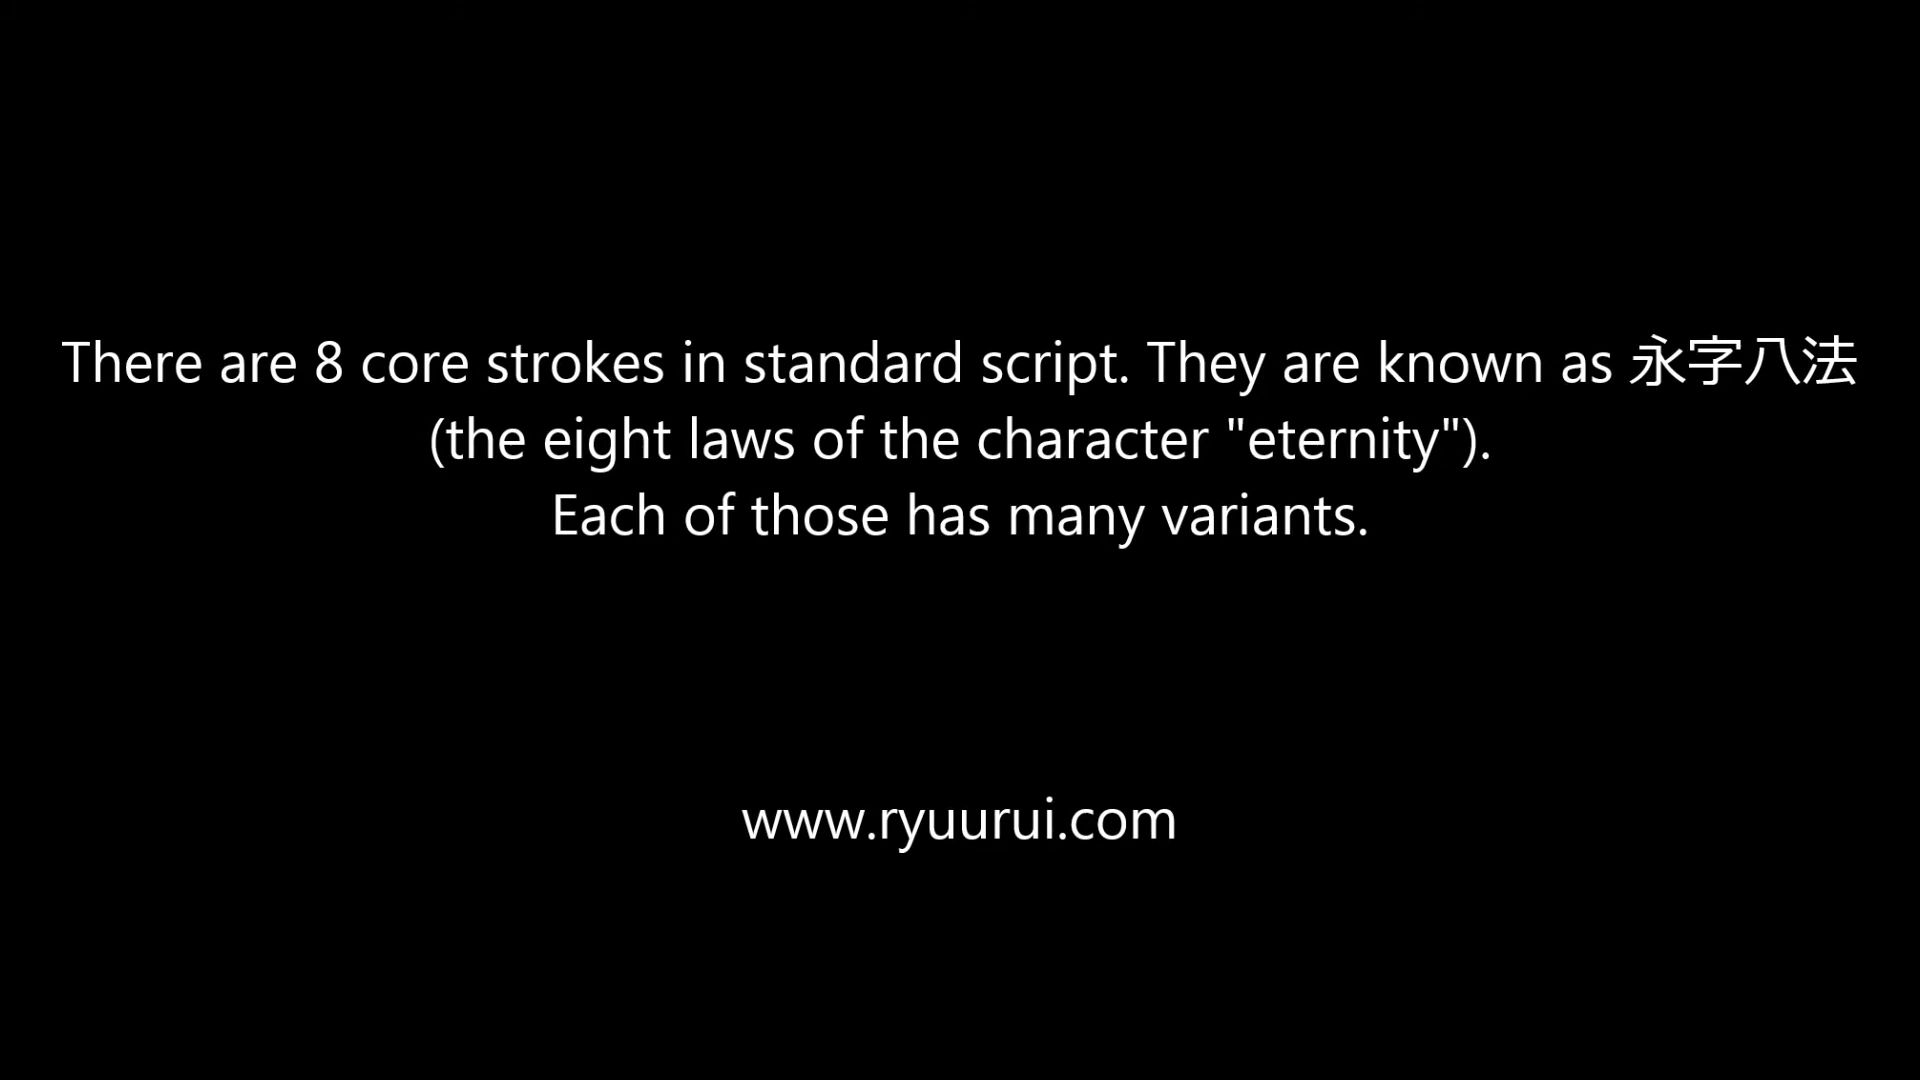 There are 8 core strokes in standard script. They are known as 永字八法
(the eight laws of the character "eternity").
Each of those has many variants.
www.ryuurui.com